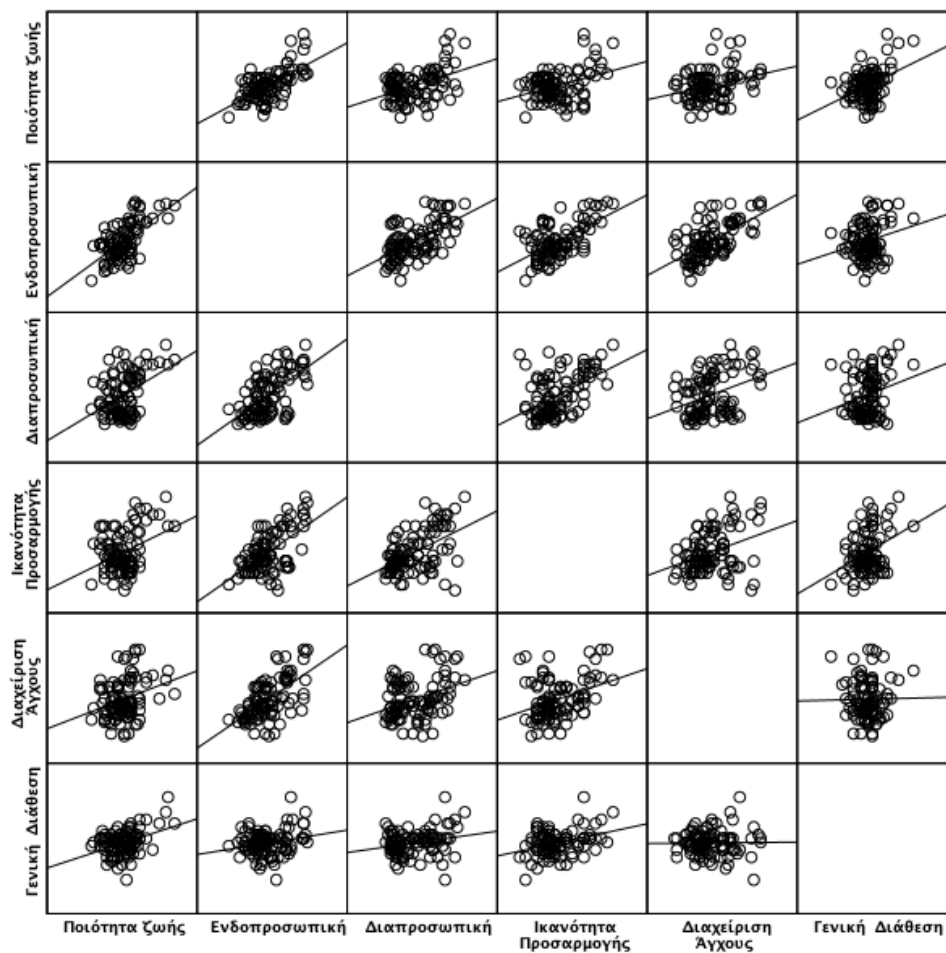 Ποιότητα ζωής
Ενδοπροσωπική
Διαπροσωπική
Ικανότητα
Προσαρμογής
Διαχείριση
Άγχους
Γενική Διάθεση
Ποιότητα ζωής
Ενδοπροσωπική
Διαπροσωπική
Ικανότητα
Προσαρμογής
Διαχείριση
Άγχους
Γενική Διάθεση